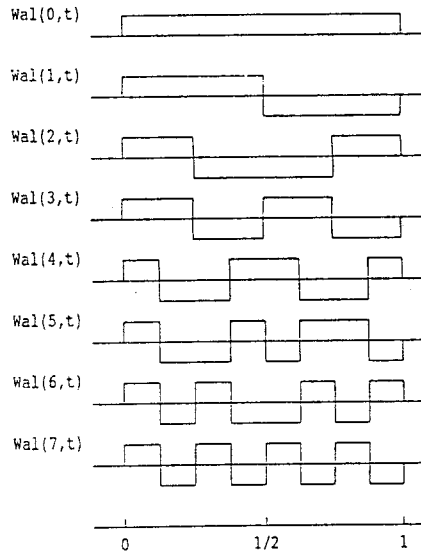 Wal(0,t)
Wal(1,t)
Wal(2,t)
Wal(3,t)
Wal(4,t)
Wal(5,t)
Wal(6,t)
Wal(7,t)
0 1/2 1